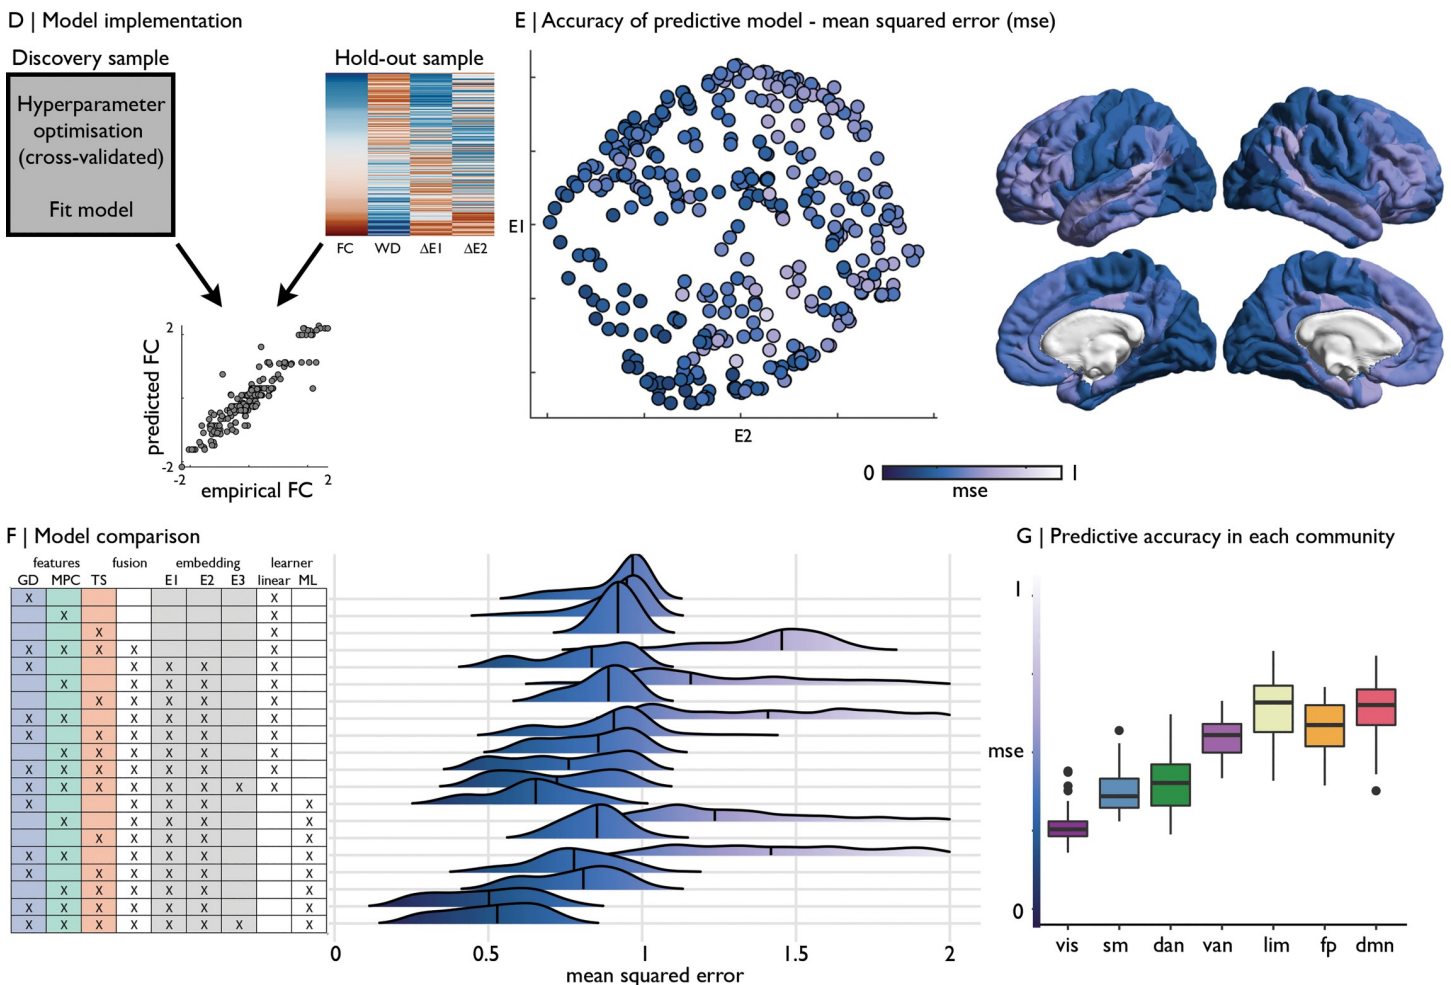 D | Model implementation
Discovery sample
Hyperparameter
optimisation
(cross-validated)
Fit model
Hold-out sample
FC WD ΔE1 ΔE2
2
predicted FC
-2
-2 2
empirical FC
E | Accuracy of predictive model - mean squared error (mse)
E1
E2
0 1
mse
F | Model comparison
features fusion embedding learner
GD MPC TS E1 E2 E3 linear ML
X X
X X
X X
X X X X X
X X X X X
X X X X X
X X X X X
X X X X X X
X X X X X X
X X X X X X
X X X X X X X
X X X X X X X X
X X X X X
X X X X X
X X X X X
X X X X X X
X X X X X X
X X X X X X
X X X X X X X
X X X X X X X X
0 0.5 1 1.5 2
mean squared error
G | Predictive accuracy in each community
1
mse
0
vis sm dan van lim fp dmn